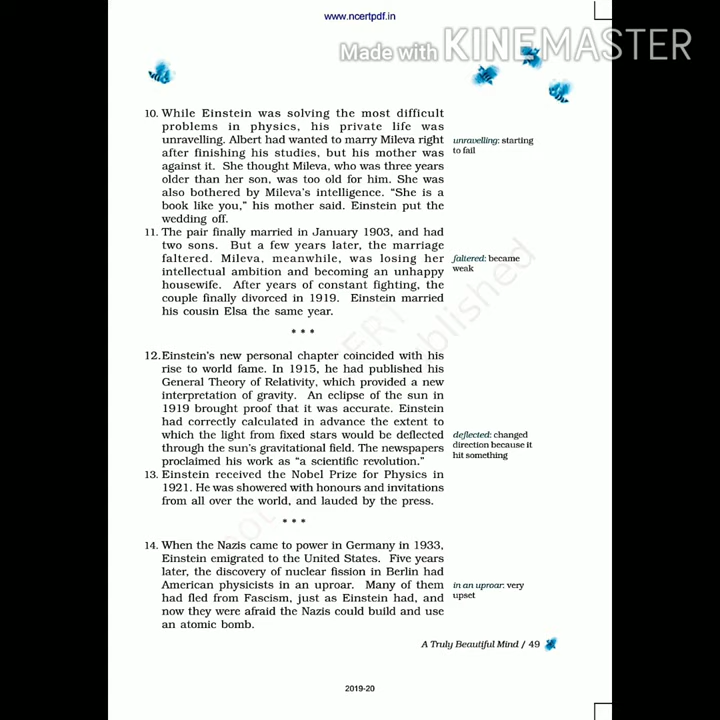 www.ncertpdf.in
Made with KINEMASTER
10. While Einstein was solving the most difficult
problems in physics, his private life was
unravelling. Albert had wanted to marry Mileva right
after finishing his studies, but his mother was
against it. She thought Mileva, who was three years
older than her son, was too old for him. She was
also bothered by Mileva's intelligence. “She is a
book like you,” his mother said. Einstein put the
wedding off.
unravelling: starting
to fail
11. The pair finally married in January 1903, and had
two sons. But a few years later, the marriage
faltered. Mileva, meanwhile, was losing her
intellectual ambition and becoming an unhappy
housewife. After years of constant fighting, the
couple finally divorced in 1919. Einstein married
his cousin Elsa the same year.
faltered: became
weak
* * *
12.Einstein's new personal chapter coincided with his
rise to world fame. In 1915, he had published his
General Theory of Relativity, which provided a new
interpretation of gravity. An eclipse of the sun in
1919 brought proof that it was accurate. Einstein
had correctly calculated in advance the extent to
which the light from fixed stars would be deflected
through the sun's gravitational field. The newspapers
proclaimed his work as “a scientific revolution.”
deflected: changed
direction because it
hit something
13. Einstein received the Nobel Prize for Physics in
1921. He was showered with honours and invitations
from all over the world, and lauded by the press.
* * *
14. When the Nazis came to power in Germany in 1933,
Einstein emigrated to the United States. Five years
later, the discovery of nuclear fission in Berlin had
American physicists in an uproar. Many of them
had fled from Fascism, just as Einstein had, and
now they were afraid the Nazis could build and use
an atomic bomb.
in an uproar: very
upset
A Truly Beautiful Mind / 49
2019-20